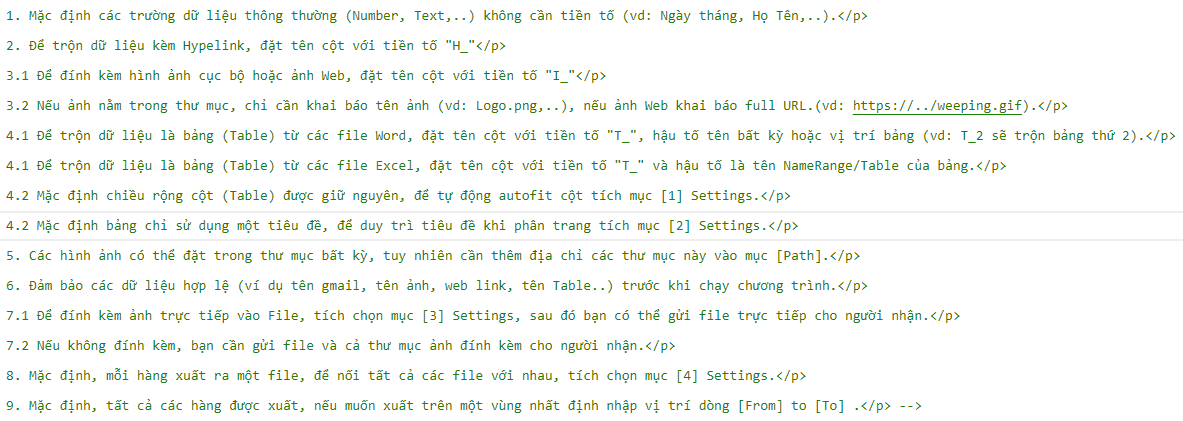 1. Mặc định các trường dữ liệu thông thường (Number, Text,..) không cần tiền tố (vd: Ngày tháng, Họ Tên,..).</p>
2. Để trộn dữ liệu kèm Hypelink, đặt tên cột với tiền tố "H_"</p>
3.1 Để đính kèm hình ảnh cục bộ hoặc ảnh Web, đặt tên cột với tiền tố "I_"</p>
3.2 Nếu ảnh nằm trong thư mục, chỉ cần khai báo tên ảnh (vd: Logo.png,..), nếu ảnh Web khai báo full URL.(vd: https://../weeping.gif).</p>
4.1 Để trộn dữ liệu là bảng (Table) từ các file Word, đặt tên cột với tiền tố "T_", hậu tố tên bất kỳ hoặc vị trí bảng (vd: T_2 sẽ trộn bảng thứ 2).</p>
4.1 Để trộn dữ liệu là bảng (Table) từ các file Excel, đặt tên cột với tiền tố "T_" và hậu tố là tên NameRange/Table của bảng.</p>
4.2 Mặc định chiều rộng cột (Table) được giữ nguyên, để tự động autofit cột tích mục [1] Settings.</p>
4.2 Mặc định bảng chỉ sử dụng một tiêu đề, để duy trì tiêu đề khi phân trang tích mục [2] Settings.</p>
5. Các hình ảnh có thể đặt trong thư mục bất kỳ, tuy nhiên cần thêm địa chỉ các thư mục này vào mục [Path].</p>
6. Đảm bảo các dữ liệu hợp lệ (ví dụ tên gmail, tên ảnh, web link, tên Table..) trước khi chạy chương trình.</p>
7.1 Để đính kèm ảnh trực tiếp vào File, tích chọn mục [3] Settings, sau đó bạn có thể gửi file trực tiếp cho người nhận.</p>
7.2 Nếu không đính kèm, bạn cần gửi file và cả thư mục ảnh đính kèm cho người nhận.</p>
8. Mặc định, mỗi hàng xuất ra một file, để nối tất cả các file với nhau, tích chọn mục [4] Settings.</p>
9. Mặc định, tất cả các hàng được xuất, nếu muốn xuất trên một vùng nhất định nhập vị trí dòng [From] to [To] .</p> -->